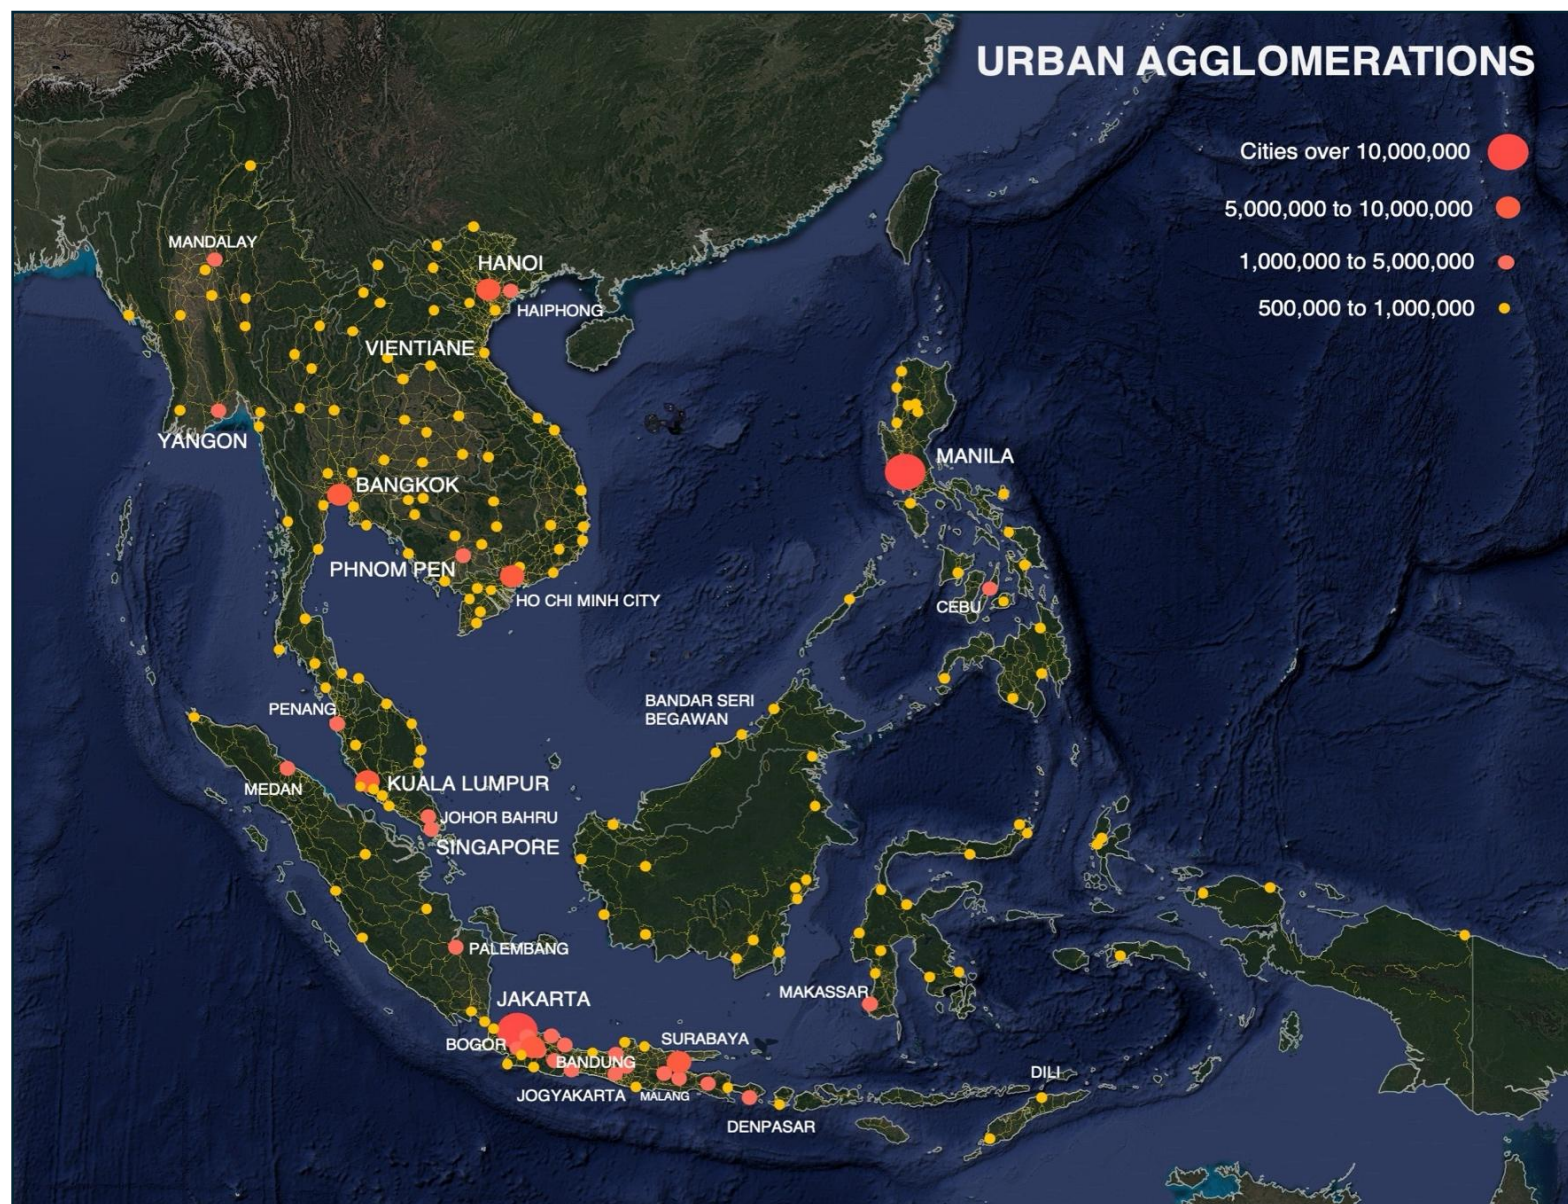 URBAN AGGLOMERATIONS
Cities over 10,000,000
5,000,000 to 10,000,000
1,000,000 to 5,000,000
500,000 to 1,000,000
MANDALAY
HANOI
HAIPHONG
VIENTIANE
YANGON
MANILA
BANGKOK
PHNOM PEN
HO CHI MINH CITY
CEBU
PENANG
BANDAR SERI
BEGAWAN
MEDAN
KUALA LUMPUR
JOHOR BAHRU
SINGAPORE
PALEMBANG
MAKASSAR
JAKARTA
BOGOR
SURABAYA
BANDUNG
DILI
JOGYAKARTA
MALANG
DENPASAR